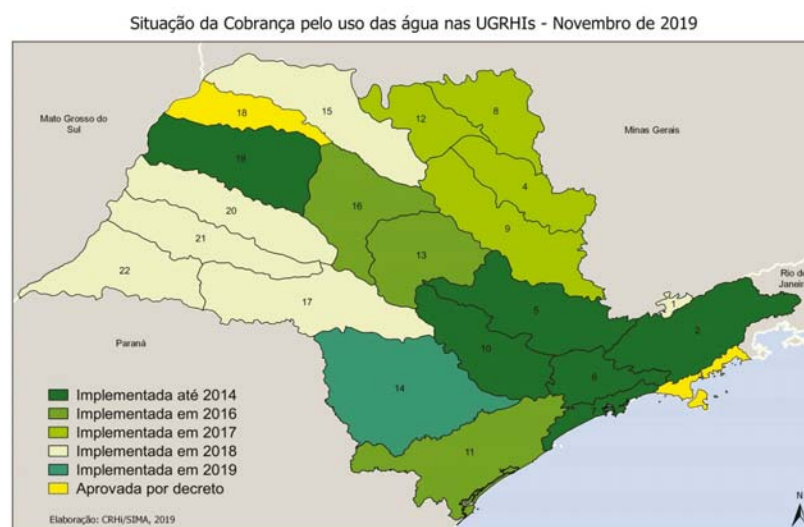 Situação da Cobrança pelo uso das água nas UGRHIs - Novembro de 2019
Mato Grosso do
Sul
Minas Gerais
Rio de
Janeiro
Paraná
18
15
12
8
19
4
16
20
9
13
21
22
17
5
1
2
10
6
14
7
11
Implementada até 2014
Implementada em 2016
Implementada em 2017
Implementada em 2018
Implementada em 2019
Aprovada por decreto
Elaboração: CRHi/SIMA, 2019
N